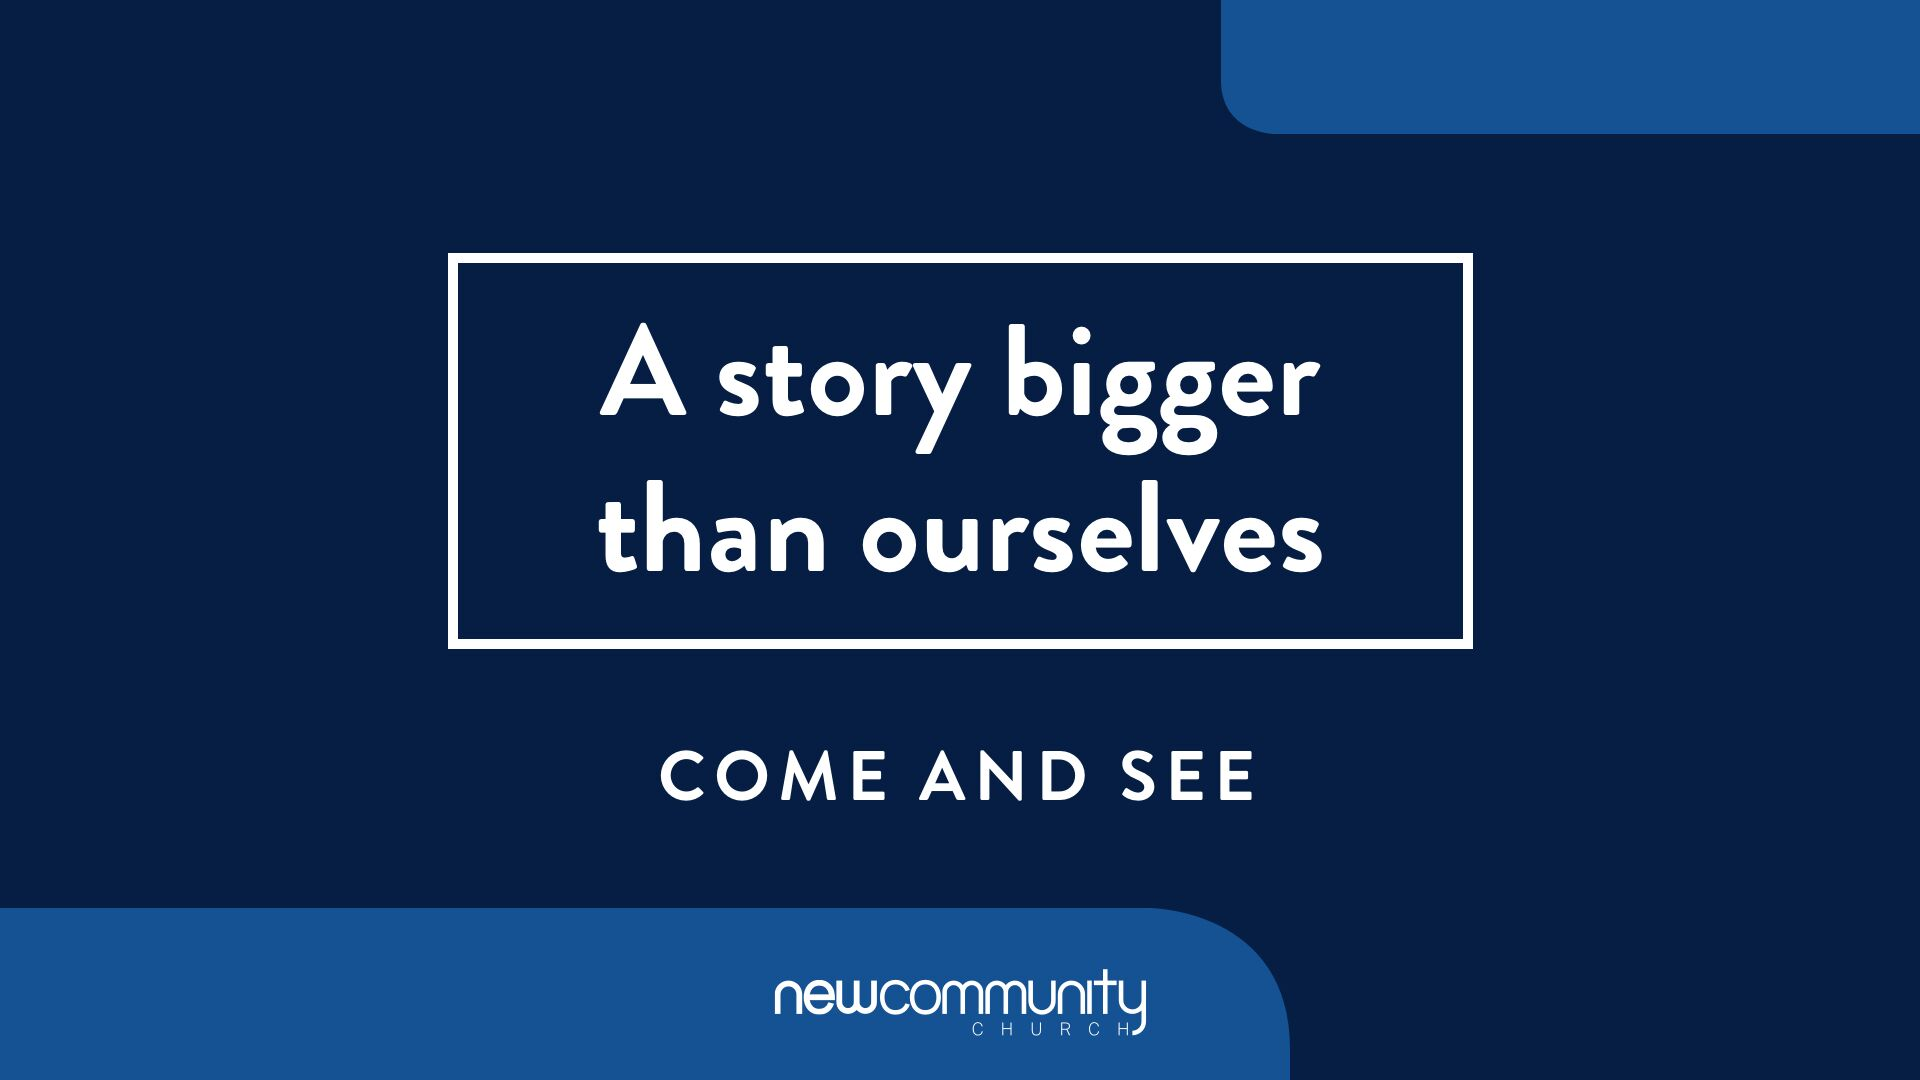 A story bigger
than ourselves
COME AND SEE
newcommunity
CHURCH